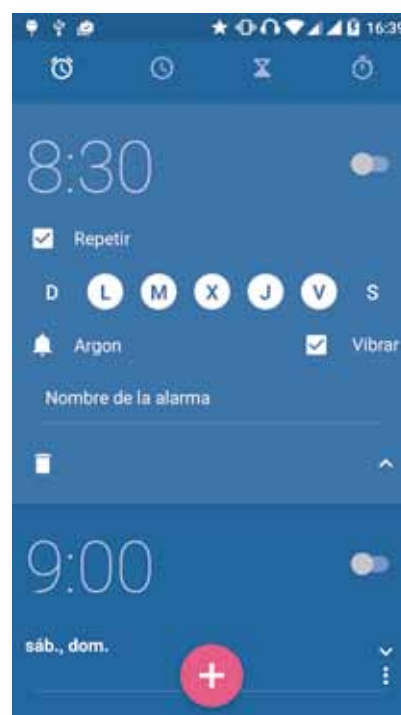 16:39
8:30
Repetir
D L M X J V S
Argon Vibrar
Nombre de la alarma
9:00
sáb., dom.